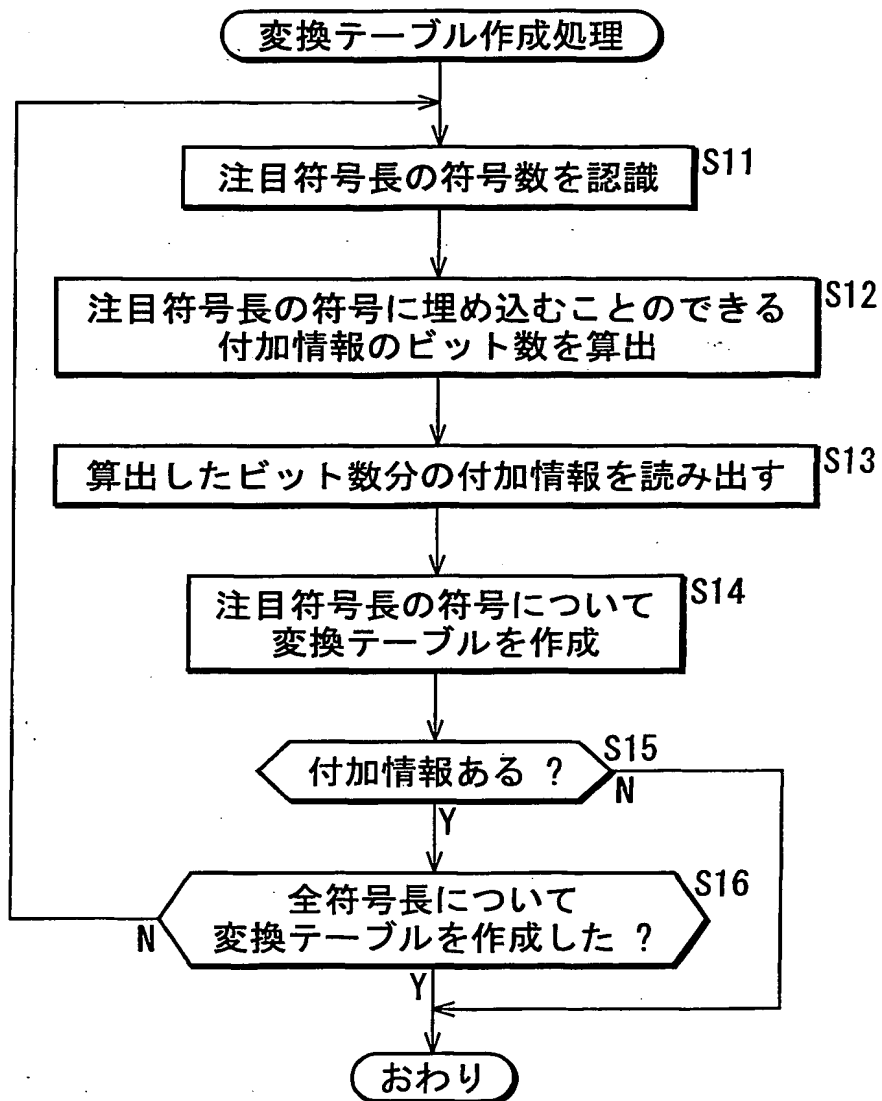 変換テーブル作成処理
注目符号長の符号数を認識
S11
注目符号長の符号に埋め込むことのできる
付加情報のビット数を算出
S12
算出したビット数分の付加情報を読み出す
S13
注目符号長の符号について
変換テーブルを作成
S14
付加情報ある ?
S15
N
Y
全符号長について
変換テーブルを作成した ?
S16
N
Y
おわり